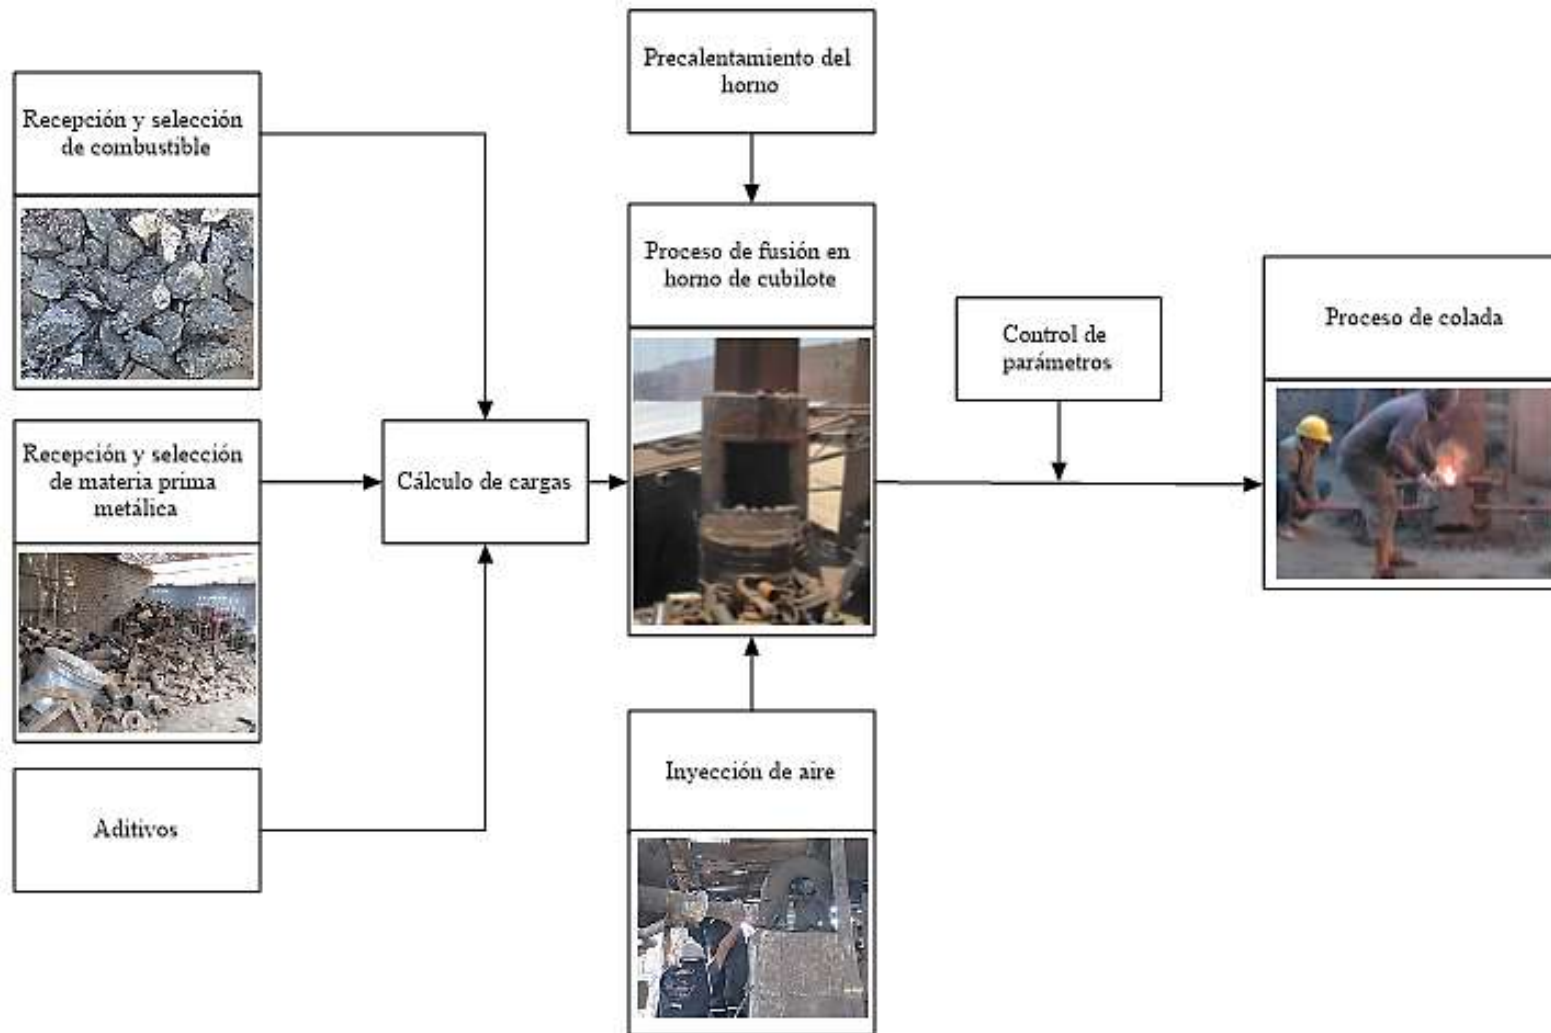 Precalentamiento del
horno
Recepción y selección
de combustible
Proceso de fusión en
horno de cubilote
Proceso de colada
Control de
parámetros
Recepción y selección
de materia prima
metálica
Cálculo de cargas
Inyección de aire
Aditivos